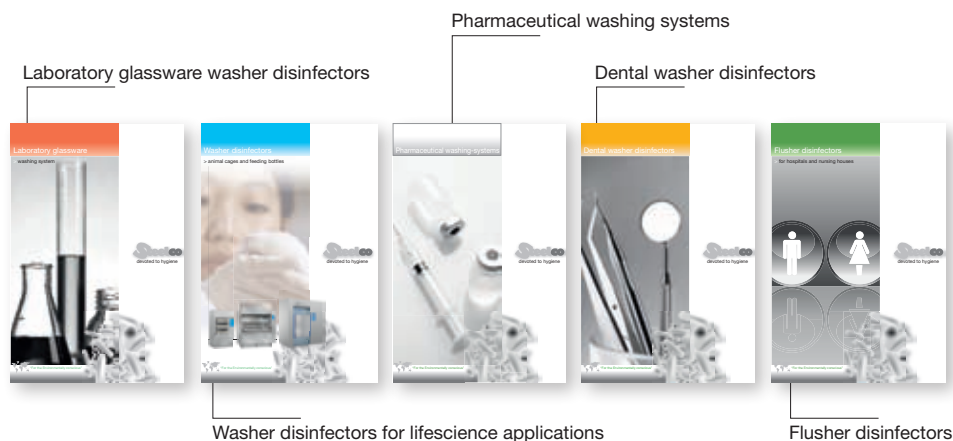 Pharmaceutical washing systems
Laboratory glassware washer disinfectors
Dental washer disinfectors
Laboratory glassware
washing system
Washer disinfectors
> animal cages and feeding bottles
Pharmaceutical washing systems
Dental washer disinfectors
Flusher disinfectors
for hospitals and nursing houses
devoted to hygiene
devoted to hygiene
devoted to hygiene
devoted to hygiene
devoted to hygiene
Washer disinfectors for lifescience applications
Flusher disinfectors